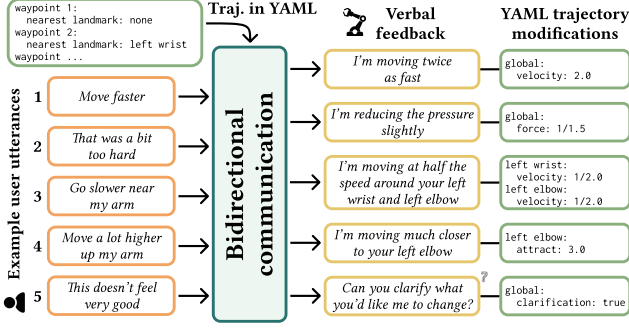 waypoint 1:
nearest landmark: none
waypoint 2:
nearest landmark: left wrist
waypoint ...
Traj. in YAML
Verbal
feedback
YAML trajectory
modifications
Example user utterances
Bidirectional
communication
1
Move faster
I'm moving twice
as fast
global:
velocity: 2.0
2
That was a bit
too hard
I'm reducing the pressure
slightly
global:
force: 1/1.5
3
Go slower near
my arm
I'm moving at half the
speed around your left
wrist and left elbow
left wrist:
velocity: 1/2.0
left elbow:
velocity: 1/2.0
4
Move a lot higher
up my arm
I'm moving much closer
to your left elbow
left elbow:
attract: 3.0
5
This doesn't feel
very good
Can you clarify what
you'd like me to change?
?
global:
clarification: true